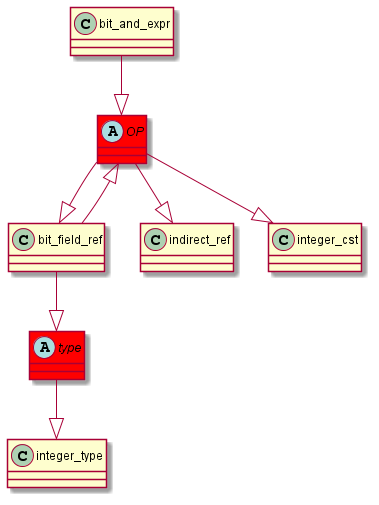 C bit_and_expr
A OP
C bit_field_ref
C indirect_ref
C integer_cst
A type
C integer_type